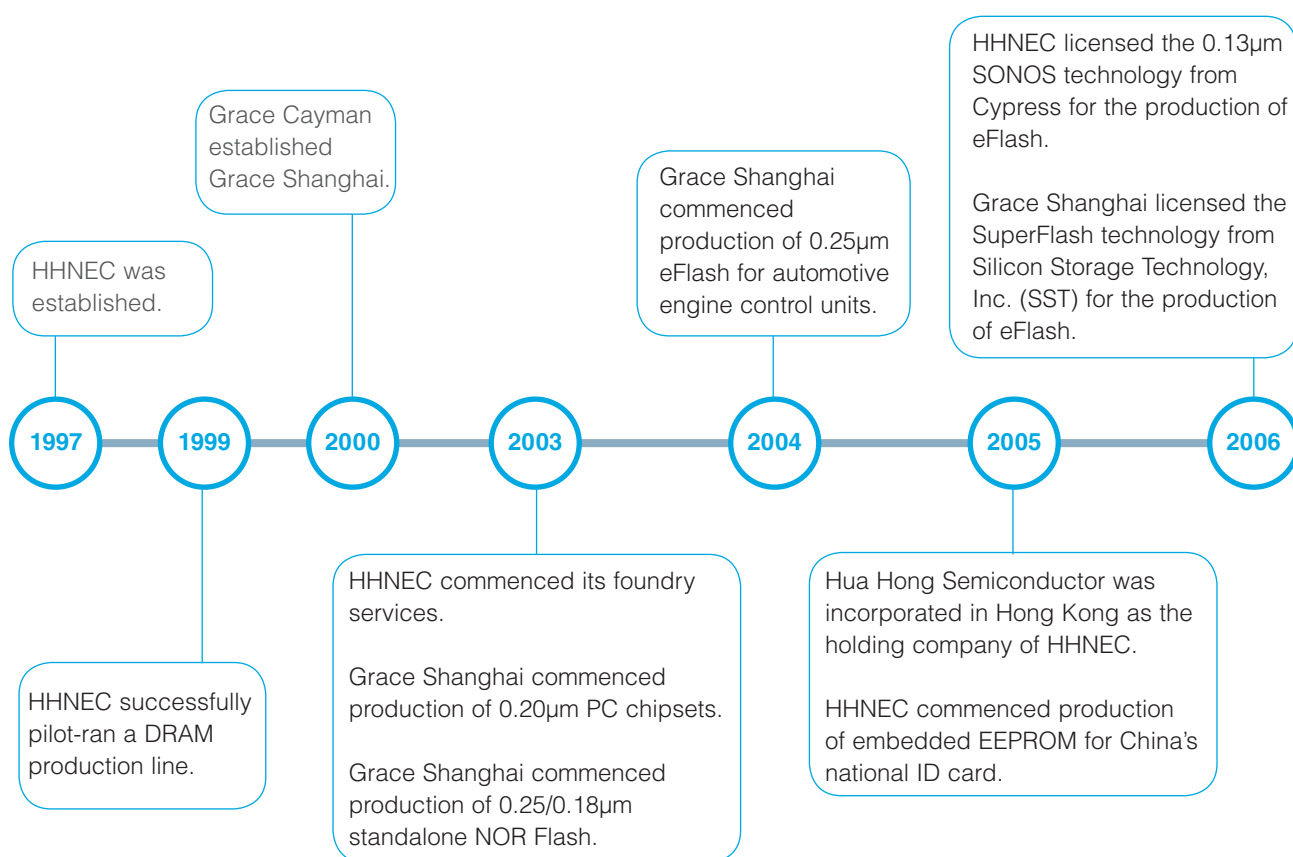 HHNEC licensed the 0.13µm
SONOS technology from
Cypress for the production of
eFlash.
Grace Shanghai licensed the
SuperFlash technology from
Silicon Storage Technology,
Inc. (SST) for the production
of eFlash.
Grace Cayman
established
Grace Shanghai.
Grace Shanghai
commenced
production of 0.25µm
eFlash for automotive
engine control units.
HHNEC was
established.
1997
1999
2000
2003
2004
2005
2006
HHNEC successfully
pilot-ran a DRAM
production line.
HHNEC commenced its foundry
services.
Grace Shanghai commenced
production of 0.20µm PC chipsets.
Grace Shanghai commenced
production of 0.25/0.18µm
standalone NOR Flash.
Hua Hong Semiconductor was
incorporated in Hong Kong as the
holding company of HHNEC.
HHNEC commenced production
of embedded EEPROM for China's
national ID card.